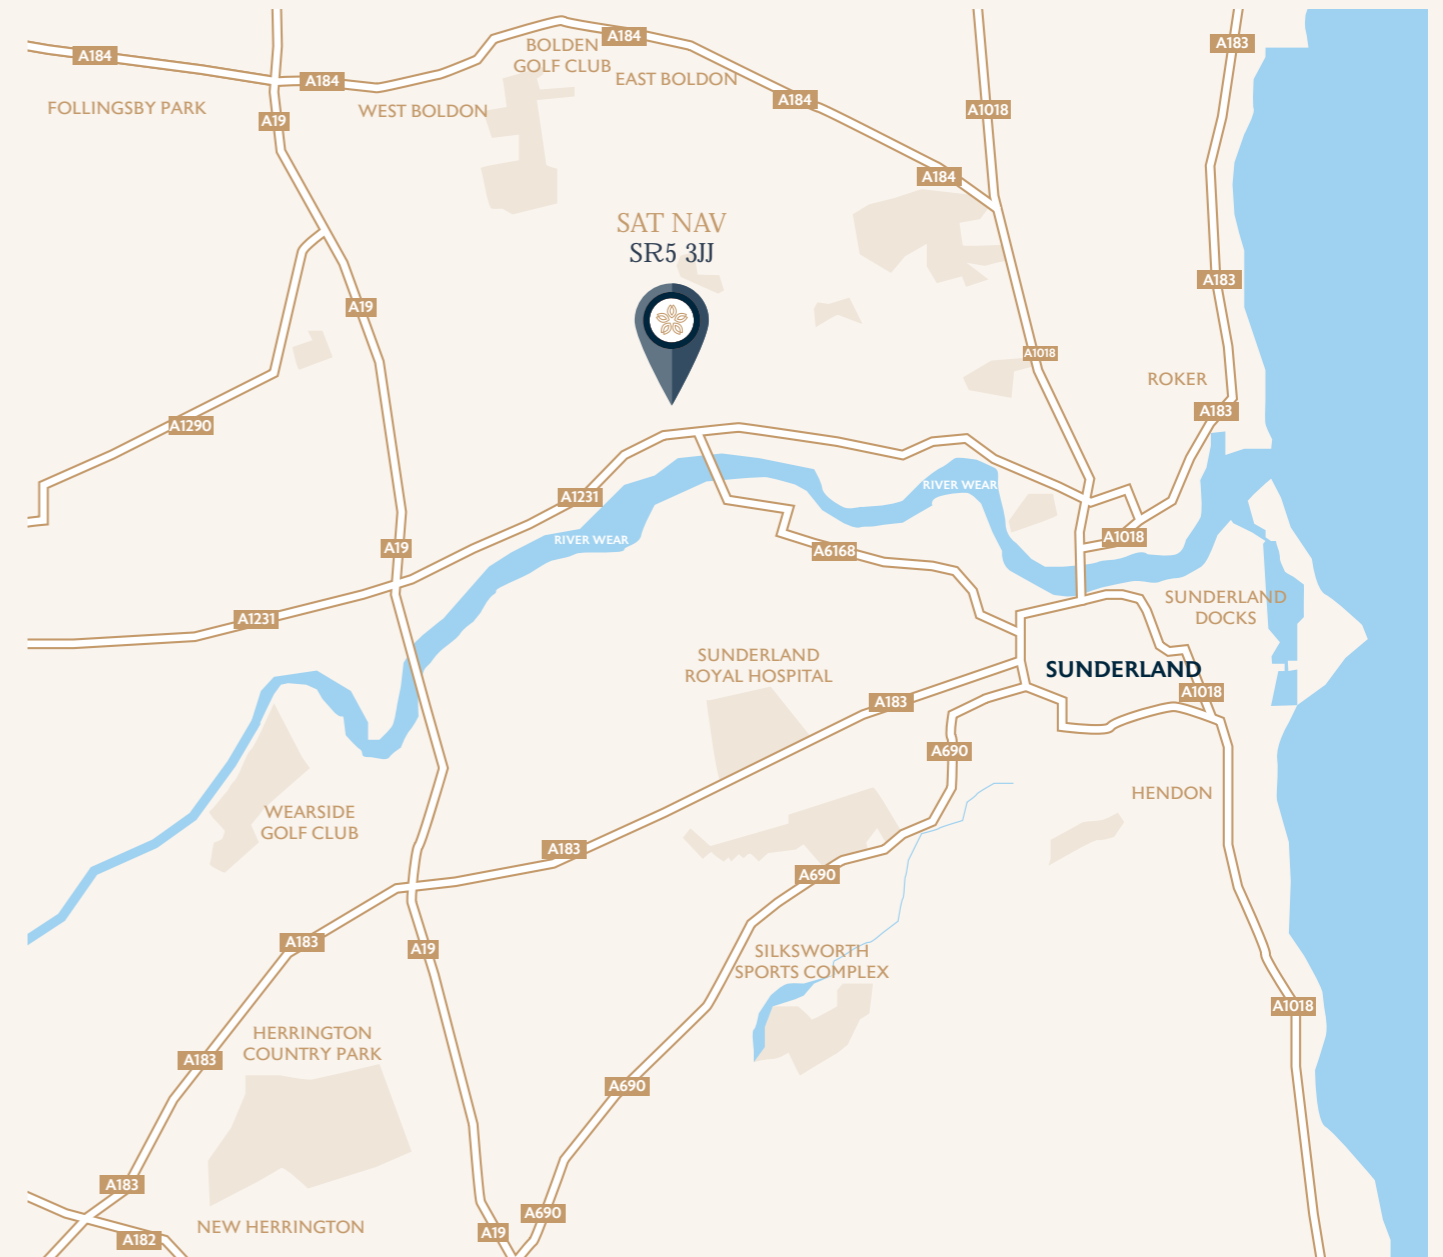 A184
A184
BOLDEN
GOLF CLUB
A184
EAST BOLDON
A183
FOLLINGSBY PARK
A19
WEST BOLDON
A184
A1018
A184
SAT NAV
SR5 3JJ
A183
A19
A1018
ROKER
A183
A1290
RIVER WEAR
A1231
RIVER WEAR
A1018
A19
A6168
A1231
SUNDERLAND
DOCKS
SUNDERLAND
ROYAL HOSPITAL
SUNDERLAND
A1018
A183
A690
HENDON
WEARSIDE
GOLF CLUB
A183
A690
A183
A19
SILKSWORTH
SPORTS COMPLEX
A1018
HERRINGTON
COUNTRY PARK
A183
A690
A183
NEW HERRINGTON
A690
A19
A182